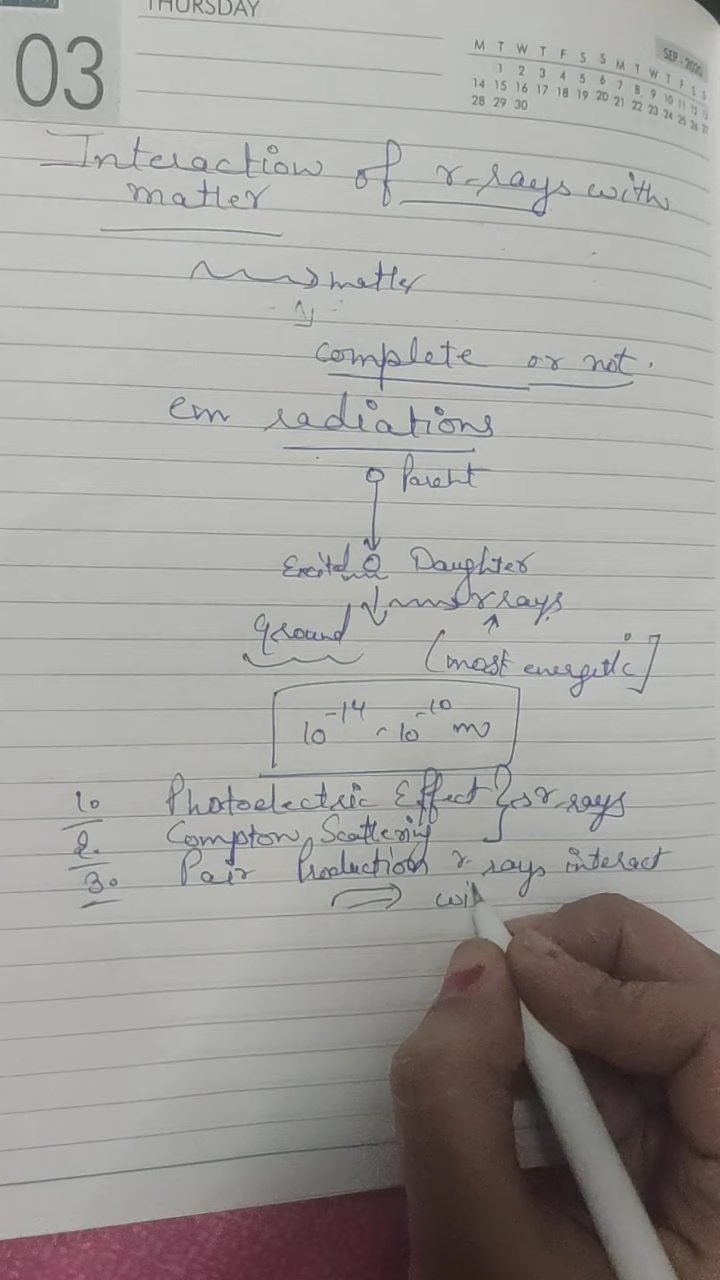 THURSDAY
03
SEP - 2020
M T W T F S S M T W T F S S
1 2 3 4 5 6 7 8 9 10 11 12 13
14 15 16 17 18 19 20 21 22 23 24 25 26 27
28 29 30
Interaction of r-rays with
matter
matter
complete or not.
em radiations
Parent
Excited Daughter
r rays
Ground
[most energetic]
10^-14 - 10^-10 m
1. Photoelectric Effect } r-rays
2. Compton Scattering
3. Pair Production r-rays interact
wi